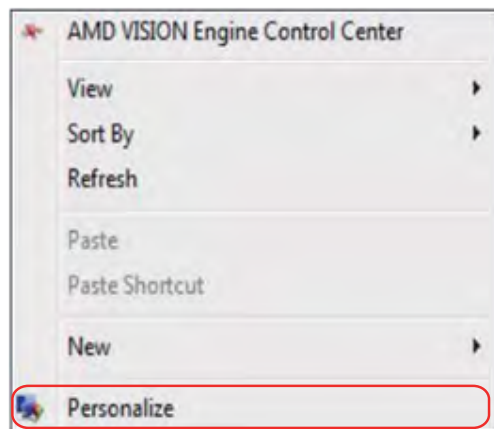 AMD VISION Engine Control Center
View
Sort By
Refresh
Paste
Paste Shortcut
New
Personalize